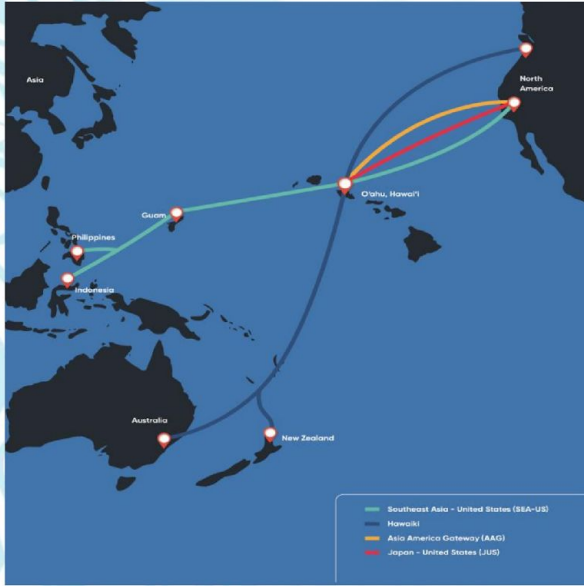 Asia
North
America
O'ahu, Hawai'i
Guam
Philippines
Indonesia
Australia
New Zealand
Southeast Asia – United States (SEA-US)
Hawaiki
Asia America Gateway (AAG)
Japan – United States (JUS)